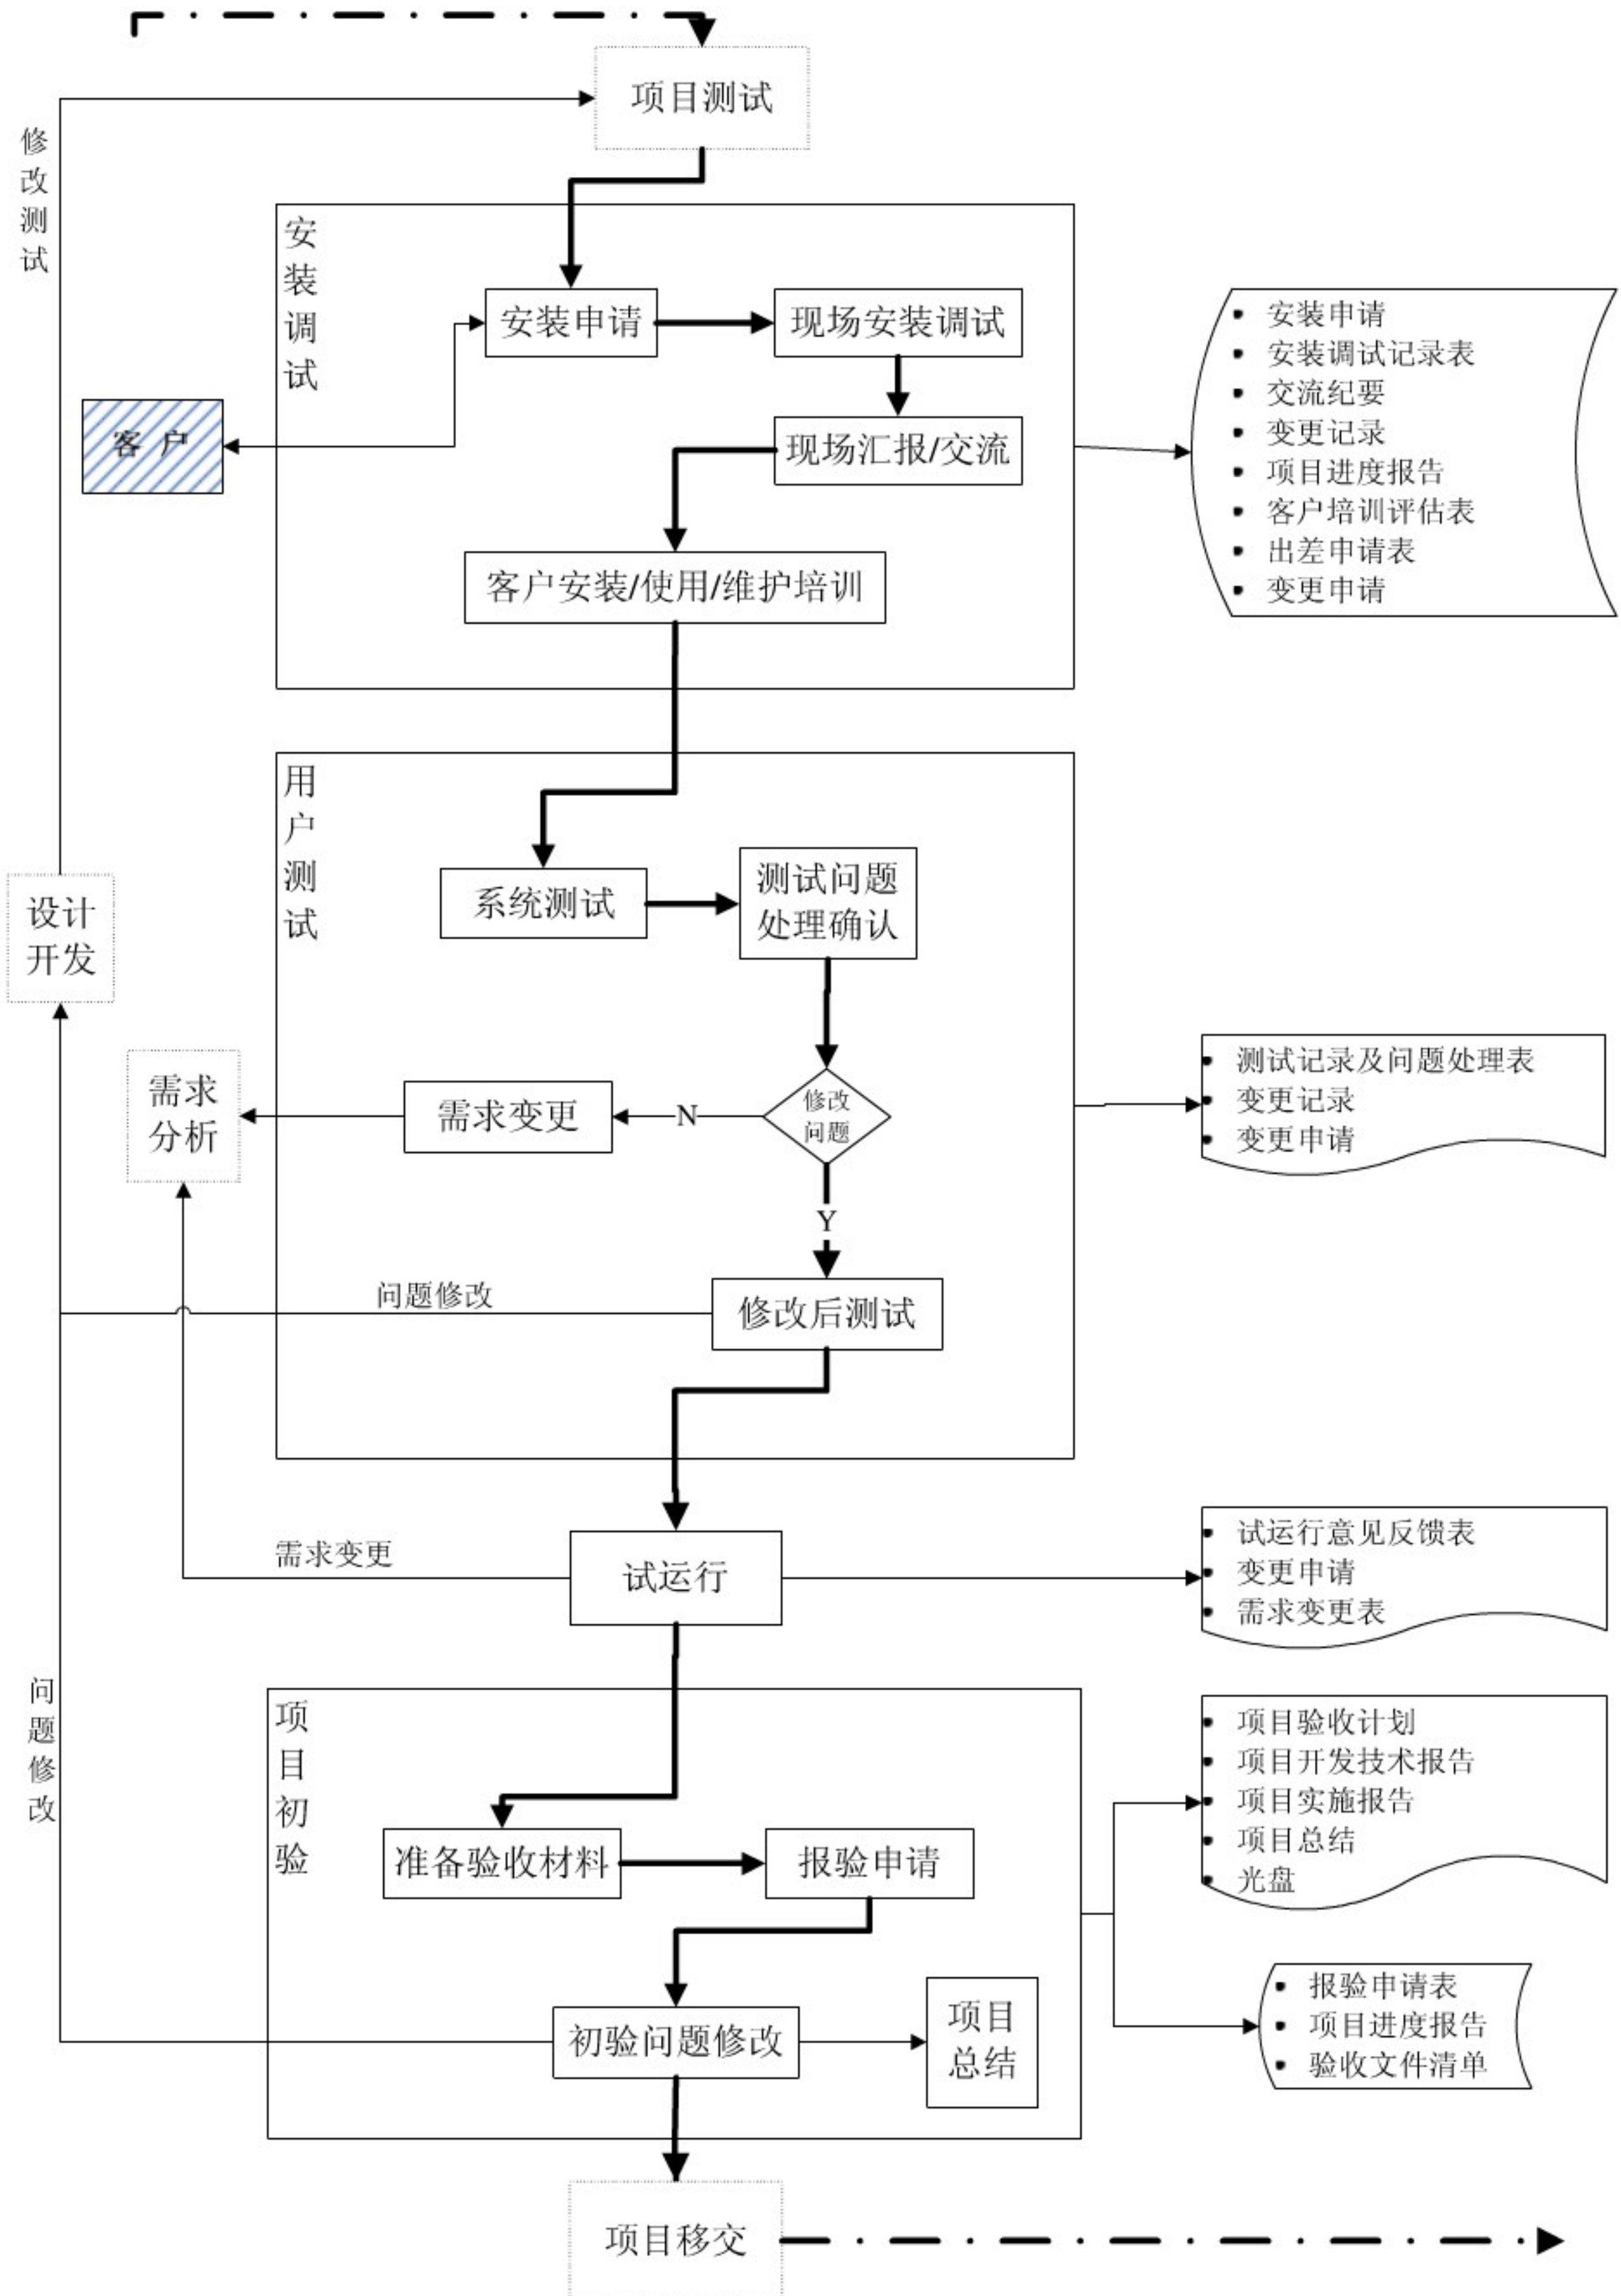 项目测试
修改测试
安装调试
安装申请
现场安装调试
客 户
现场汇报/交流
客户安装/使用/维护培训
• 安装申请
• 安装调试记录表
• 交流纪要
• 变更记录
• 项目进度报告
• 客户培训评估表
• 出差申请表
• 变更申请
用户测试
系统测试
测试问题
处理确认
设计
开发
需求
分析
需求变更
N
修改
问题
Y
• 测试记录及问题处理表
• 变更记录
• 变更申请
问题修改
修改后测试
需求变更
试运行
• 试运行意见反馈表
• 变更申请
• 需求变更表
问题修改
项目初验
准备验收材料
报验申请
• 项目验收计划
• 项目开发技术报告
• 项目实施报告
• 项目总结
• 光盘
初验问题修改
项目
总结
• 报验申请表
• 项目进度报告
• 验收文件清单
项目移交